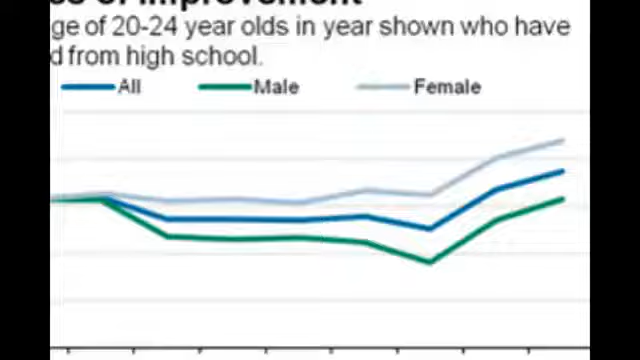 ge of 20-24 year olds in year shown who have
d from high school.
All Male Female